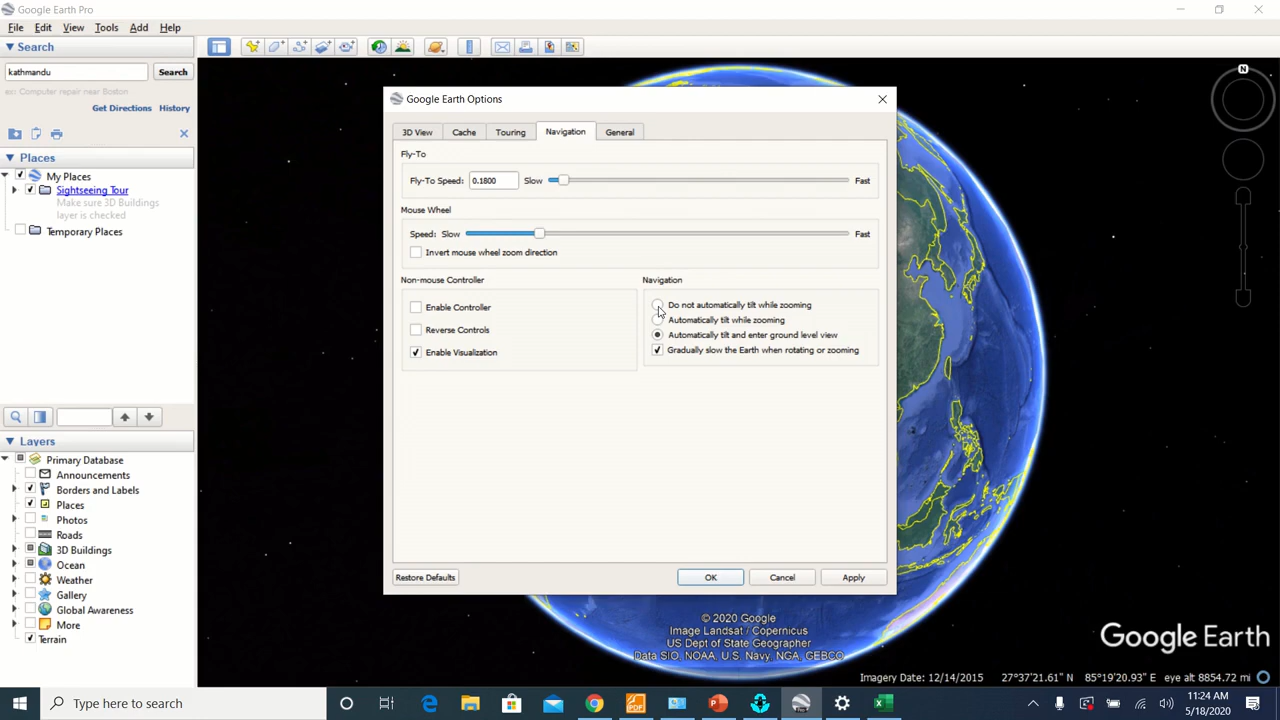 Google Earth Pro
File Edit View Tools Add Help
Search
kathmandu Search
ex: Computer repair near Boston
Get Directions History
Places
My Places
Sightseeing Tour
Make sure 3D Buildings
layer is checked
Temporary Places
Layers
Primary Database
Announcements
Borders and Labels
Places
Photos
Roads
3D Buildings
Ocean
Weather
Gallery
Global Awareness
More
Terrain
Google Earth Options
3D View Cache Touring Navigation General
Fly-To
Fly-To Speed: 0.1800 Slow Fast
Mouse Wheel
Speed: Slow Fast
Invert mouse wheel zoom direction
Non-mouse Controller
Enable Controller
Reverse Controls
Enable Visualization
Navigation
Do not automatically tilt while zooming
Automatically tilt while zooming
Automatically tilt and enter ground level view
Gradually slow the Earth when rotating or zooming
Restore Defaults OK Cancel Apply
N
© 2020 Google
Image Landsat / Copernicus
US Dept of State Geographer
Data SIO, NOAA, U.S. Navy, NGA, GEBCO
Google Earth
Imagery Date: 12/14/2015 27°37'21.61" N 85°19'20.93" E eye alt 8854.72 mi
Type here to search
11:24 AM
5/18/2020